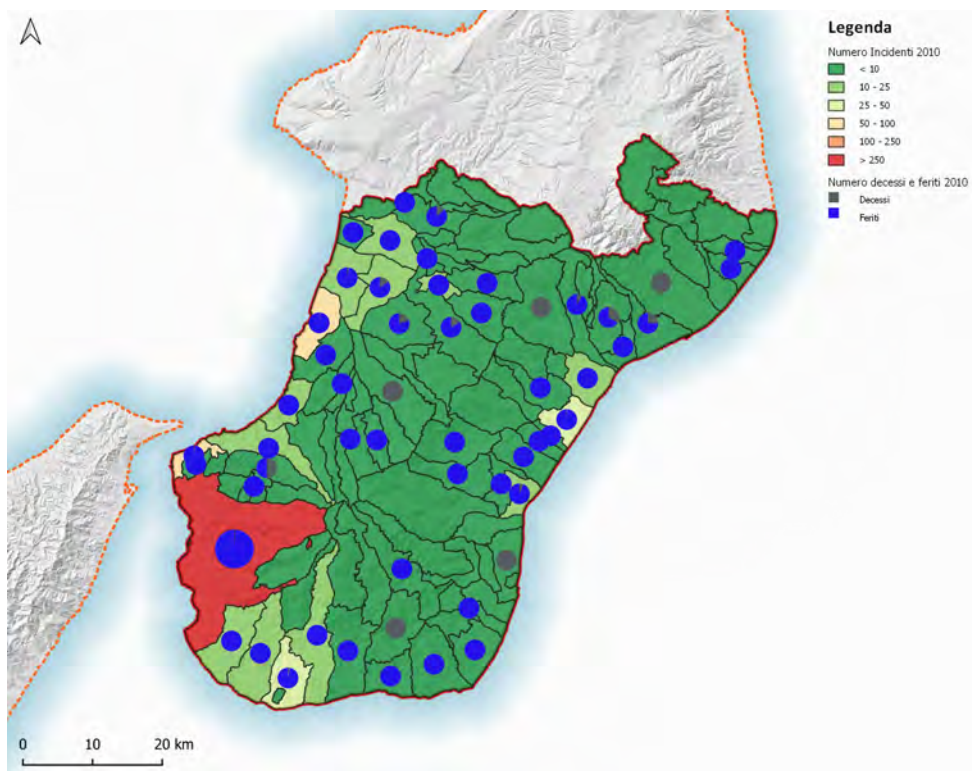 Legenda
Numero Incidenti 2010
< 10
10 - 25
25 - 50
50 - 100
100 - 250
> 250
Numero decessi e feriti 2010
Decessi
Feriti
0 10 20 km